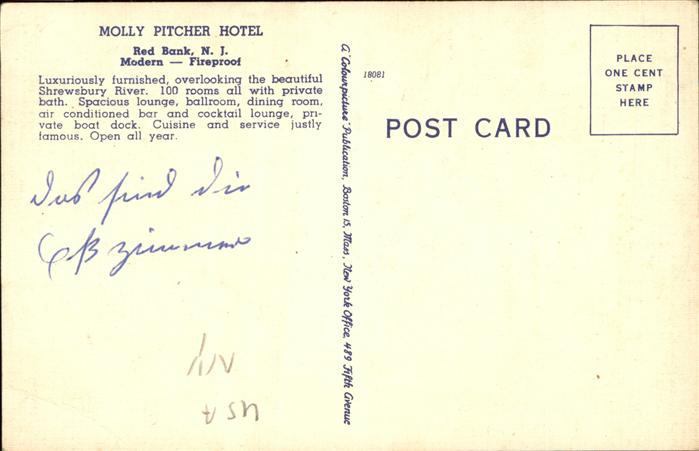 MOLLY PITCHER HOTEL
Red Bank, N. J.
Modern — Fireproof
Luxuriously furnished, overlooking the beautiful
Shrewsbury River. 100 rooms all with private
bath. Spacious lounge, ballroom, dining room,
air conditioned bar and cocktail lounge, pri-
vate boat dock. Cuisine and service justly
famous. Open all year.
Das sind die
Eßzimmer
NY
USA
A "Colourpicture" Publication, Boston 15, Mass., New York Office, 489 Fifth Avenue
18081
POST CARD
PLACE
ONE CENT
STAMP
HERE